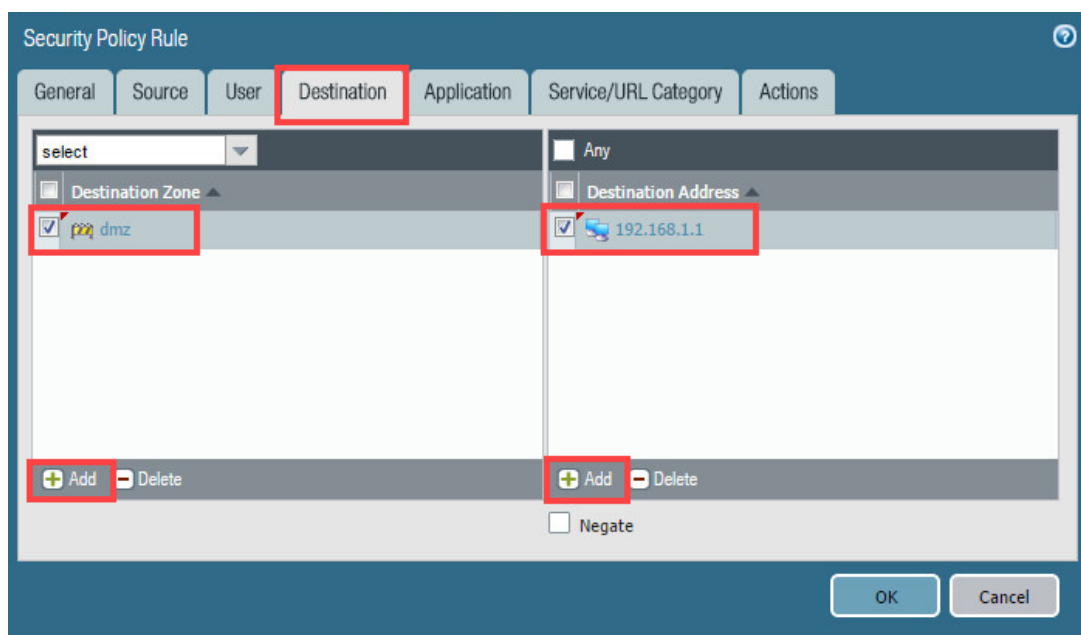 Security Policy Rule
General Source User Destination Application Service/URL Category Actions
select
Any
Destination Zone
Destination Address
dmz
192.168.1.1
Add Delete
Add Delete
Negate
OK Cancel